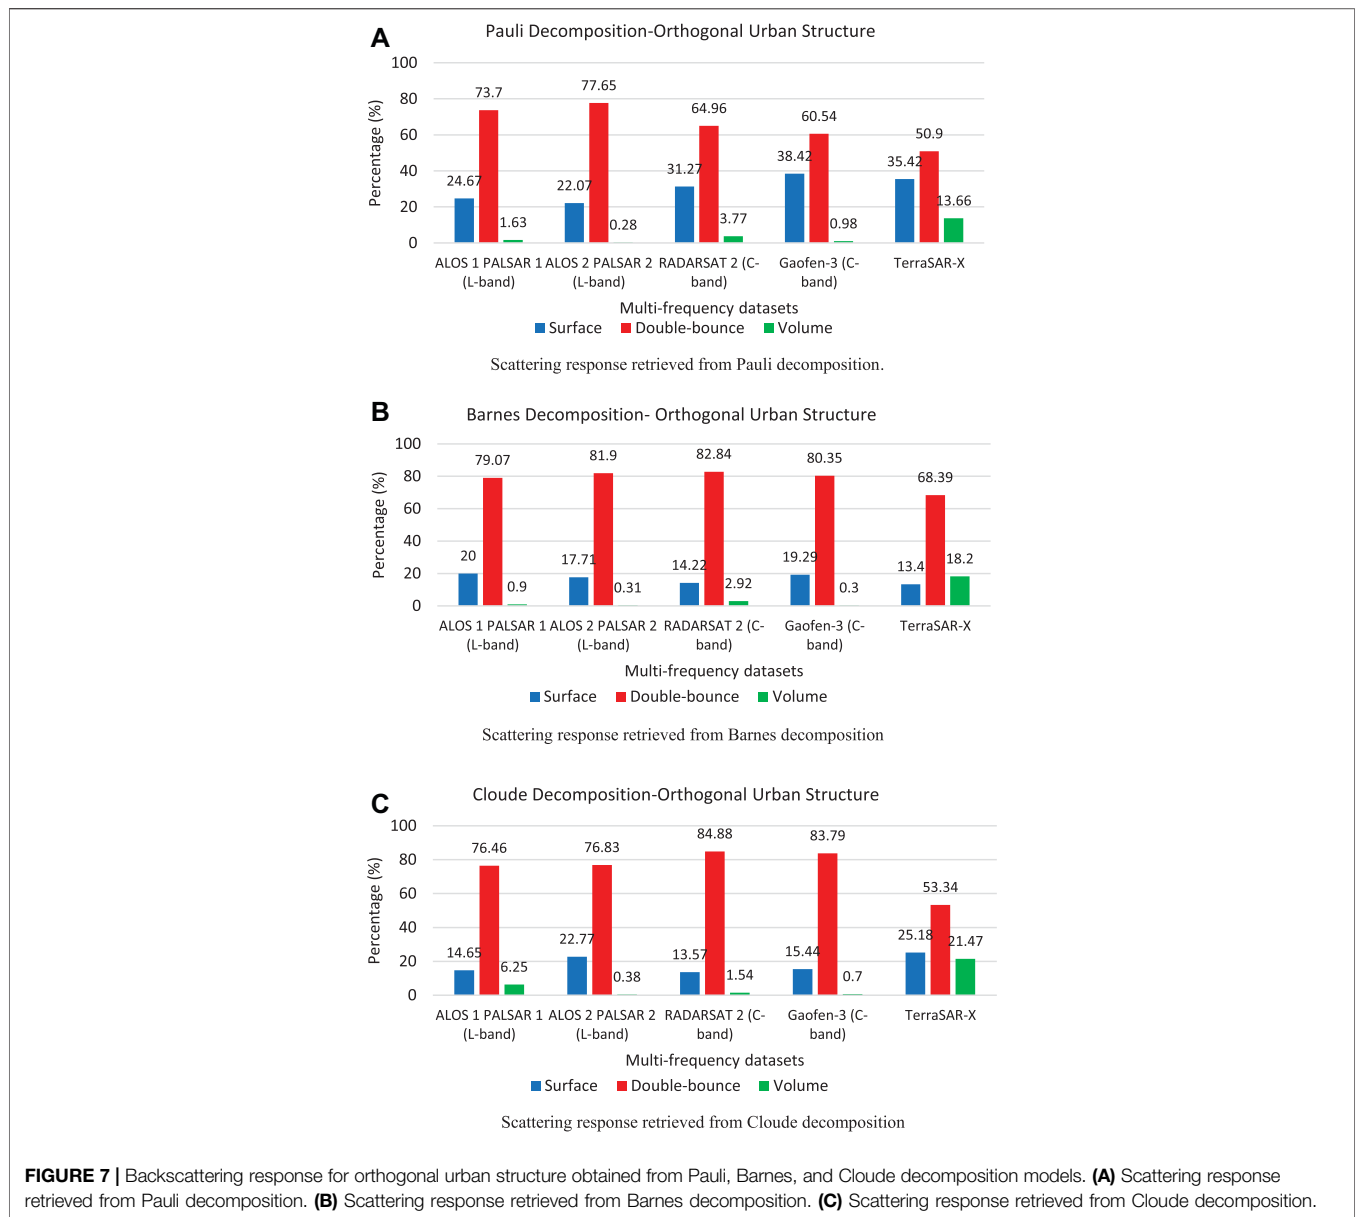 A
Pauli Decomposition-Orthogonal Urban Structure
Percentage (%)
100
80
60
40
20
0
24.67
73.7
1.63
22.07
77.65
0.28
31.27
64.96
3.77
38.42
60.54
0.98
35.42
50.9
13.66
ALOS 1 PALSAR 1 ALOS 2 PALSAR 2 RADARSAT 2 (C- Gaofen-3 (C- TerraSAR-X
(L-band) (L-band) band) band)
Multi-frequency datasets
Surface Double-bounce Volume
Scattering response retrieved from Pauli decomposition.
B
Barnes Decomposition- Orthogonal Urban Structure
Percentage (%)
100
80
60
40
20
0
20
79.07
0.9
17.71
81.9
0.31
14.22
82.84
2.92
19.29
80.35
0.3
13.4
68.39
18.2
ALOS 1 PALSAR 1 ALOS 2 PALSAR 2 RADARSAT 2 (C- Gaofen-3 (C- TerraSAR-X
(L-band) (L-band) band) band)
Multi-frequency datasets
Surface Double-bounce Volume
Scattering response retrieved from Barnes decomposition
C
Cloude Decomposition-Orthogonal Urban Structure
Percentage (%)
100
80
60
40
20
0
14.65
76.46
6.25
22.77
76.83
0.38
13.57
84.88
1.54
15.44
83.79
0.7
25.18
53.34
21.47
ALOS 1 PALSAR 1 ALOS 2 PALSAR 2 RADARSAT 2 (C- Gaofen-3 (C- TerraSAR-X
(L-band) (L-band) band) band)
Multi-frequency datasets
Surface Double-bounce Volume
Scattering response retrieved from Cloude decomposition
FIGURE 7 | Backscattering response for orthogonal urban structure obtained from Pauli, Barnes, and Cloude decomposition models. (A) Scattering response
retrieved from Pauli decomposition. (B) Scattering response retrieved from Barnes decomposition. (C) Scattering response retrieved from Cloude decomposition.